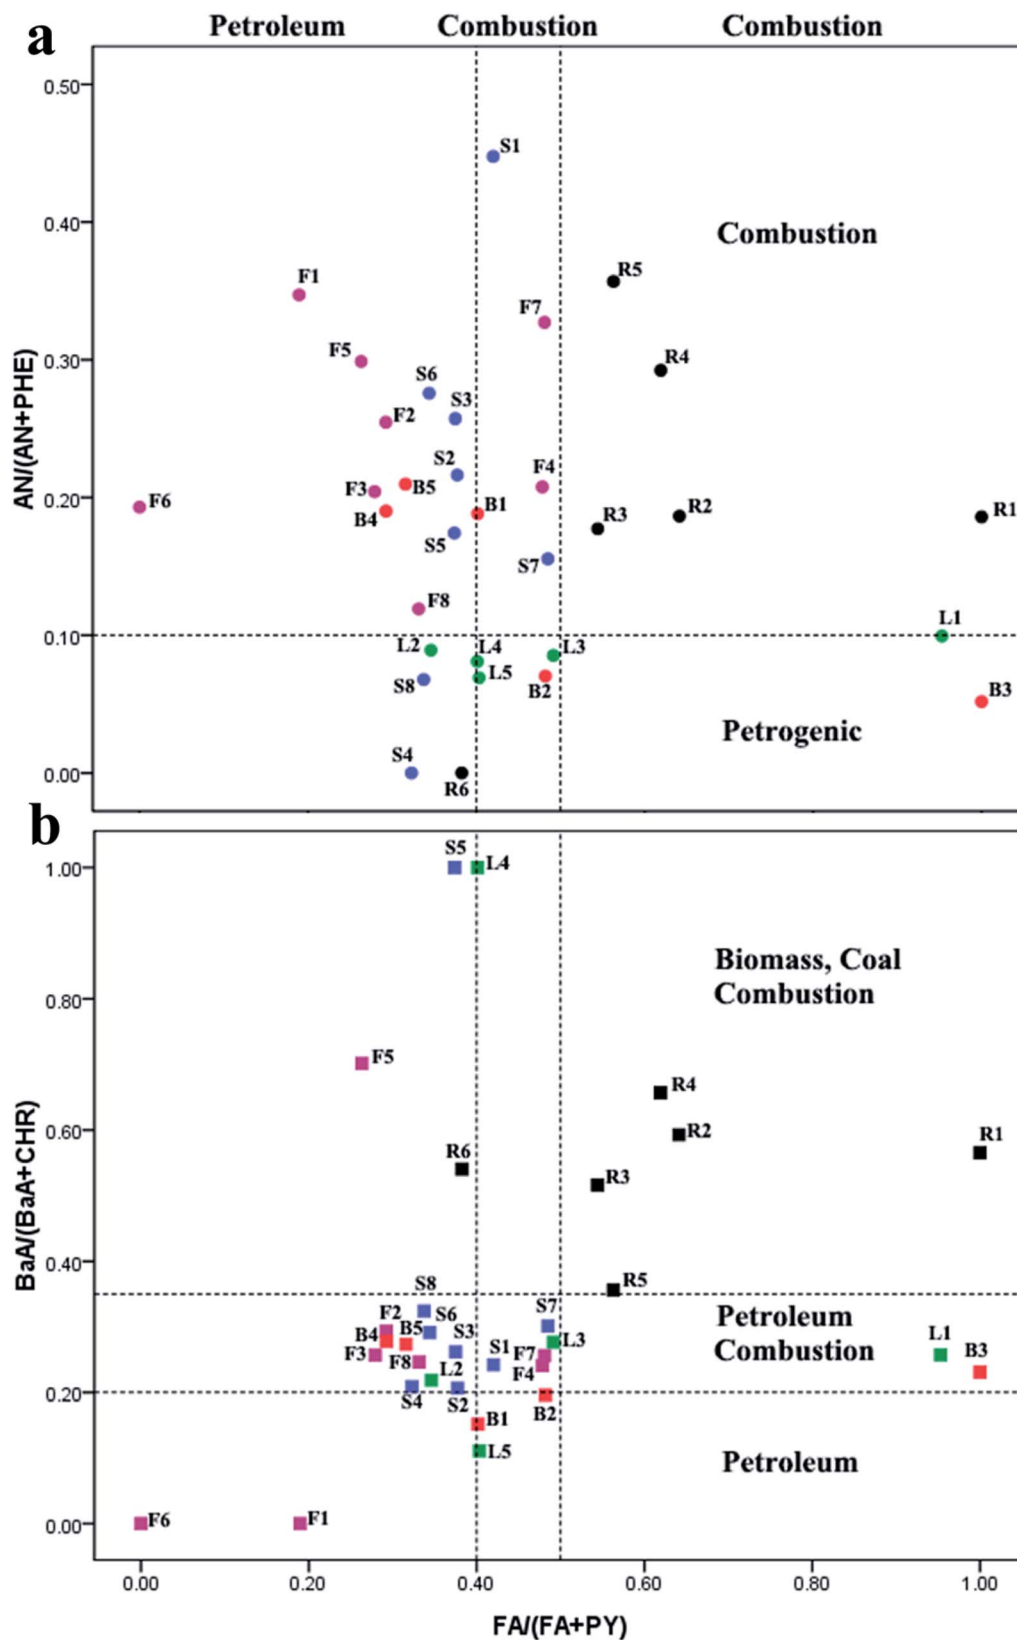 a
Petroleum Combustion Combustion
0.50
S1
0.40
Combustion
R5
F1
F7
0.30
F5
R4
S6
S3
F2
S2
F4
F3
B5
0.20
F6
B4
B1
R3
R2
R1
S5
S7
F8
0.10
L1
L2
L4
L3
L5
S8
B2
B3
Petrogenic
S4
0.00
R6
AN/(AN+PHE)
b
S5
1.00
L4
Biomass, Coal
Combustion
0.80
F5
R4
0.60
R2
R1
R6
R3
0.40
R5
S8
F2
S6
S7
Petroleum
Combustion
B4
B5
S3
L3
L1
F3
F8
S1
F7
B3
L2
F4
0.20
S4
S2
B2
B1
L5
Petroleum
0.00
F6
F1
BaA/(BaA+CHR)
0.00 0.20 0.40 0.60 0.80 1.00
FA/(FA+PY)